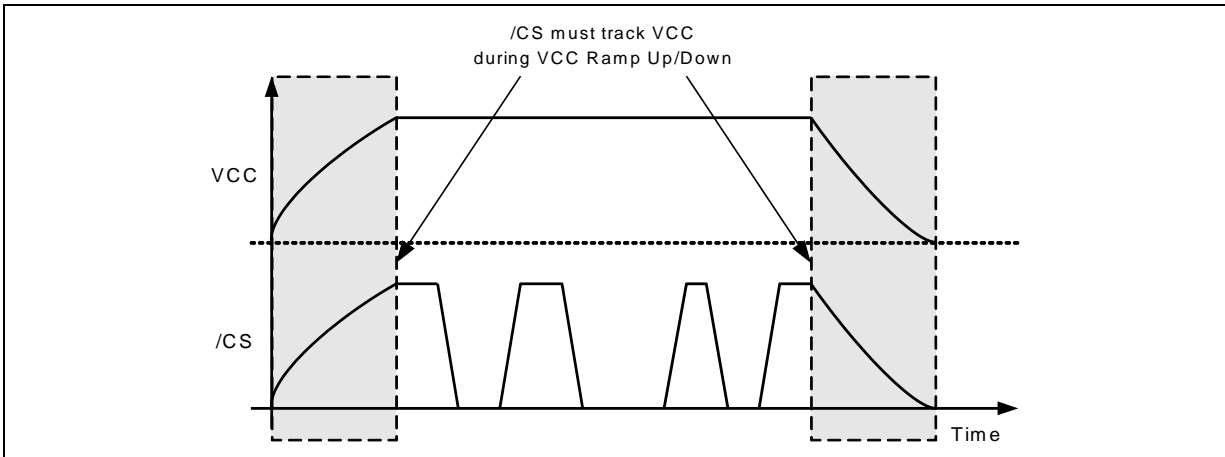 /CS must track VCC
during VCC Ramp Up/Down
VCC
/CS
Time